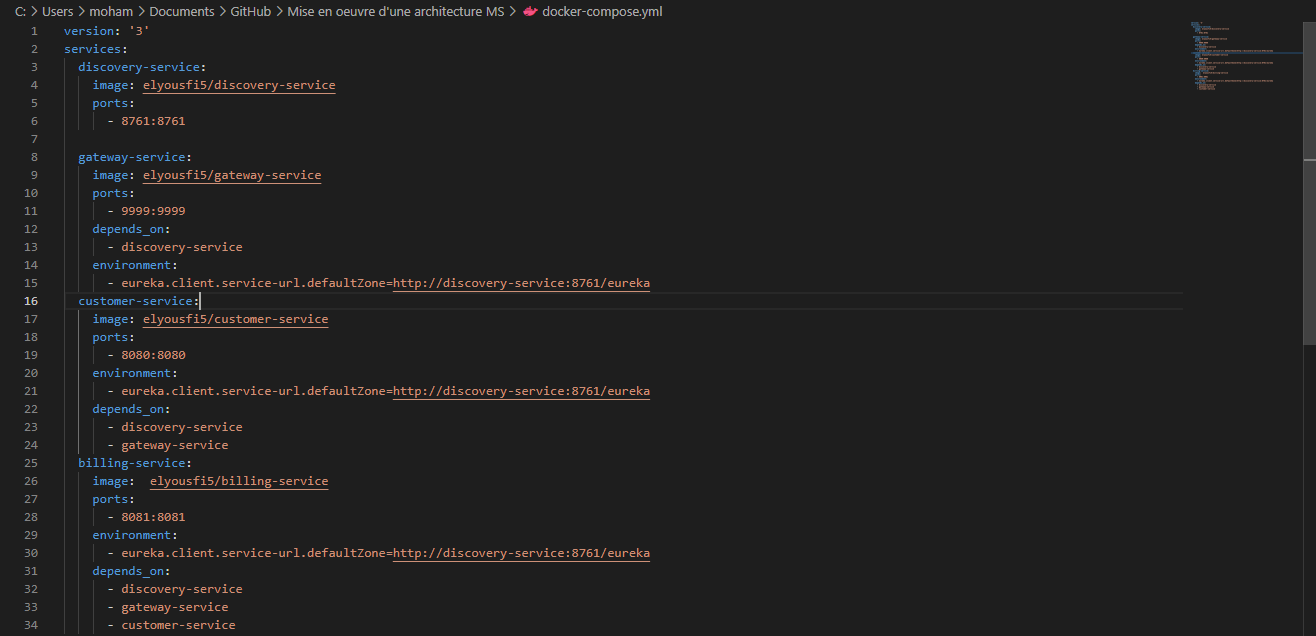 C: > Users > moham > Documents > GitHub > Mise en oeuvre d'une architecture MS > docker-compose.yml
1 version: '3'
2 services:
3 discovery-service:
4 image: elyousfi5/discovery-service
5 ports:
6 - 8761:8761
7
8 gateway-service:
9 image: elyousfi5/gateway-service
10 ports:
11 - 9999:9999
12 depends_on:
13 - discovery-service
14 environment:
15 - eureka.client.service-url.defaultZone=http://discovery-service:8761/eureka
16 customer-service:
17 image: elyousfi5/customer-service
18 ports:
19 - 8080:8080
20 environment:
21 - eureka.client.service-url.defaultZone=http://discovery-service:8761/eureka
22 depends_on:
23 - discovery-service
24 - gateway-service
25 billing-service:
26 image:  elyousfi5/billing-service
27 ports:
28 - 8081:8081
29 environment:
30 - eureka.client.service-url.defaultZone=http://discovery-service:8761/eureka
31 depends_on:
32 - discovery-service
33 - gateway-service
34 - customer-service